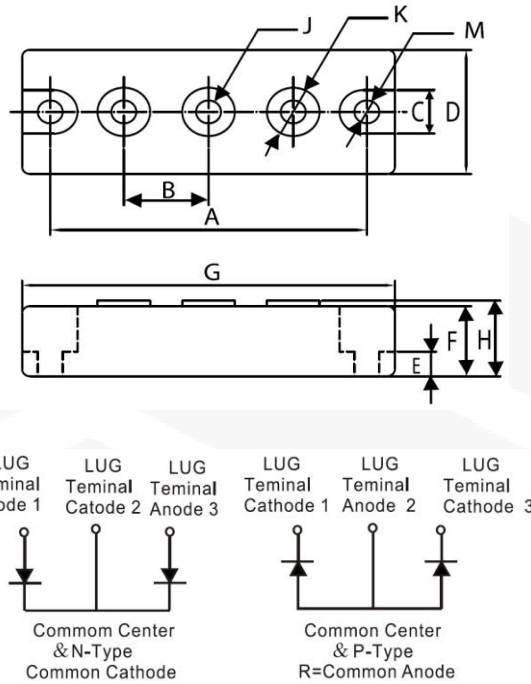 J
K
M
C
D
B
A
G
F
H
E
LUG
Teminal
Cathode 1
LUG
Teminal
Catode 2
LUG
Teminal
Anode 3
LUG
Teminal
Anode 2
LUG
Teminal
Cathode 3
Commom Center
& N-Type
Common Cathode
Common Center
& P-Type
R=Common Anode